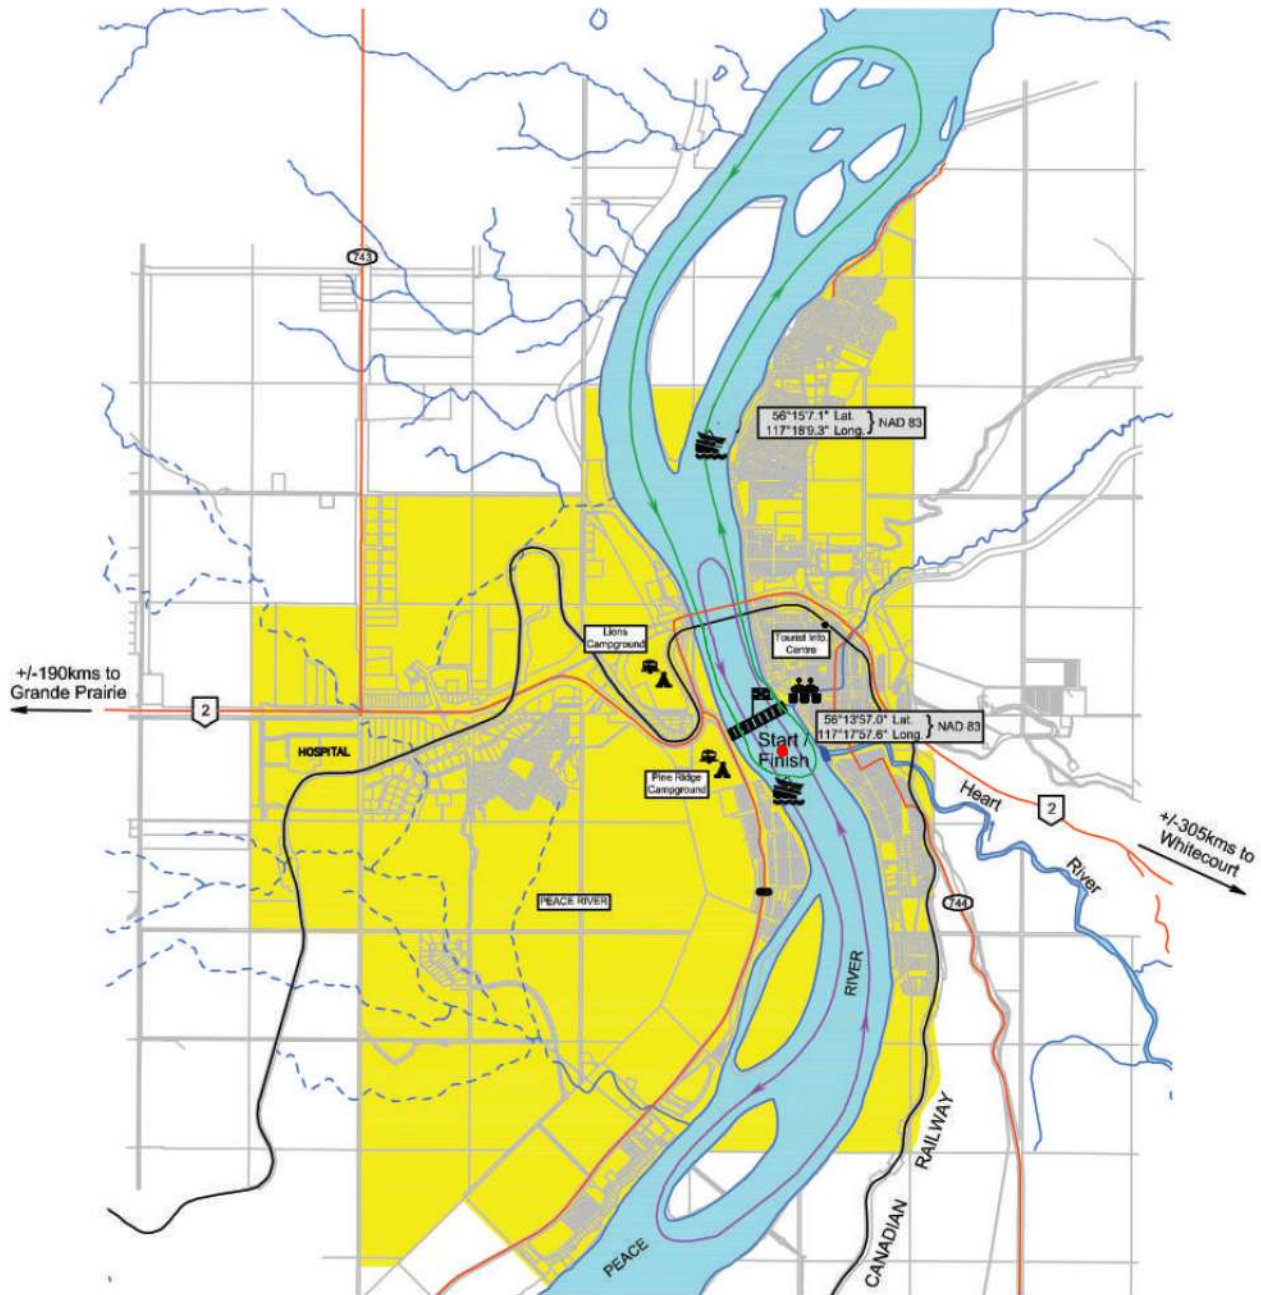 743
56°15'7.1" Lat.
117°18'9.3" Long.
NAD 83
Lions
Campground
Tourist Info.
Centre
+/-190kms to
Grande Prairie
2
56°13'57.0" Lat.
117°17'57.6" Long.
NAD 83
Start /
Finish
HOSPITAL
Pine Ridge
Campground
Heart
River
2
+/-305kms to
Whitecourt
PEACE RIVER
744
RIVER
PEACE
CANADIAN
RAILWAY